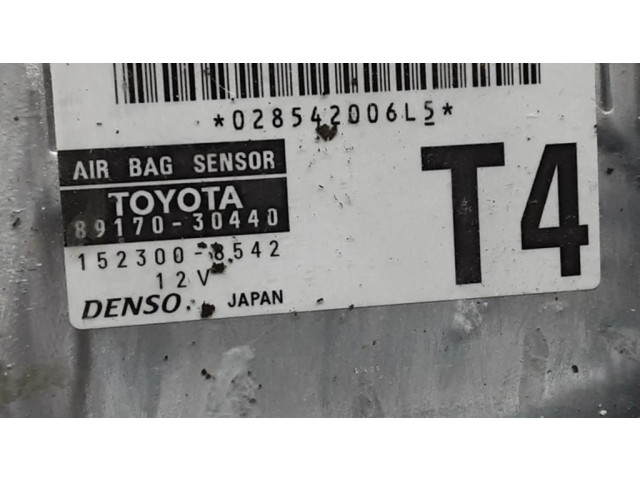 *028542006L5*
AIR BAG SENSOR
TOYOTA
89170-30440
152300-8542
12V
DENSO JAPAN
T4